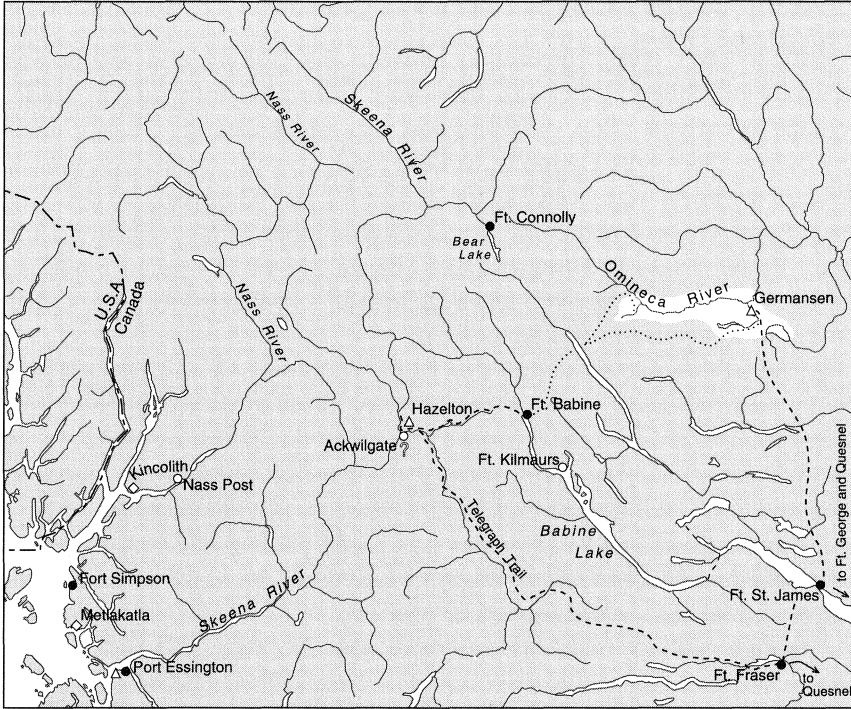 Nass River
Skeena River
Ft. Connolly
Bear
Lake
Omineca River
Germansen
U.S.A.
Canada
Nass River
Hazelton
Ft. Babine
Ackwilgate
?
Ft. Kilmaurs
Kincolith
Nass Post
Telegraph Trail
Babine
Lake
to Ft. George and Quesnel
Fort Simpson
Skeena River
Ft. St. James
Metlakatla
Port Essington
Ft. Fraser
to
Quesnel